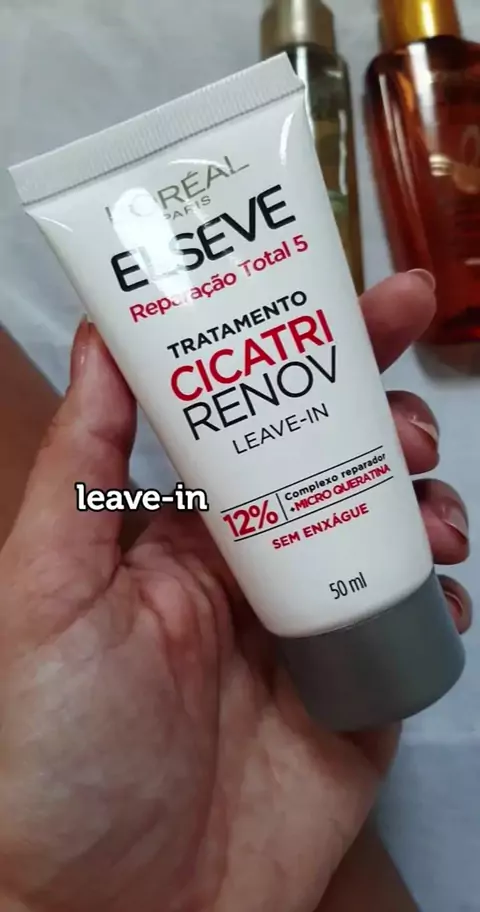 L'ORÉAL
PARIS
ELSEVE
Reparação Total 5
TRATAMENTO
CICATRI
RENOV
LEAVE-IN
leave-in
12%
Complexo reparador
+MICRO QUERATINA
SEM ENXÁGUE
50 ml